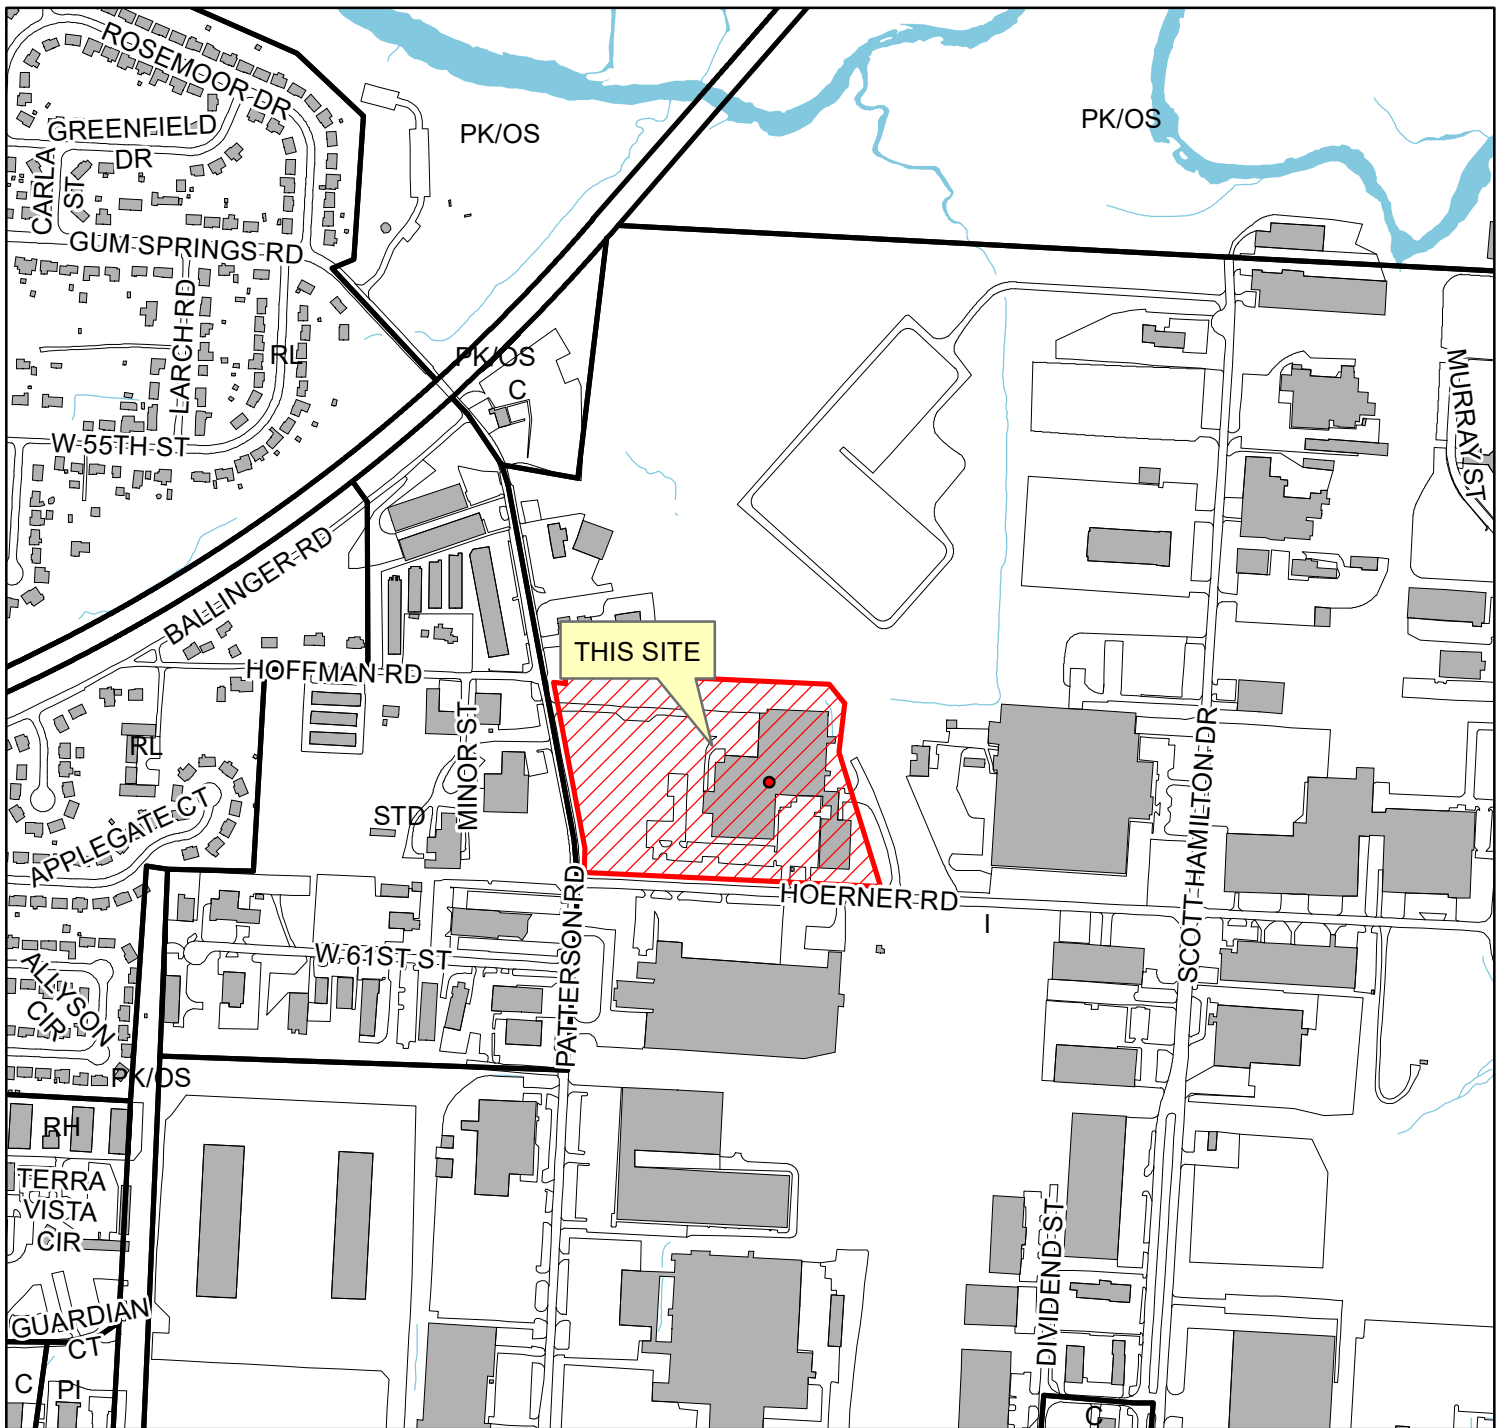 ROSEMOOR DR
GREENFIELD
DR
PK/OS
PK/OS
CARLA
ST
GUM SPRINGS RD
LARCH RD
RL
PK/OS
C
MURRAY ST
W 55TH ST
BALLINGER RD
THIS SITE
HOFFMAN RD
MINOR ST
RL
SCOTT HAMILTON DR
STD
APPLEGATE CT
HOERNER RD
I
PATTERSON RD
W 61ST ST
ALLYSON
CIR
PK/OS
RH
TERRA
VISTA
CIR
DIVIDEND ST
GUARDIAN
CT
C
PI
C